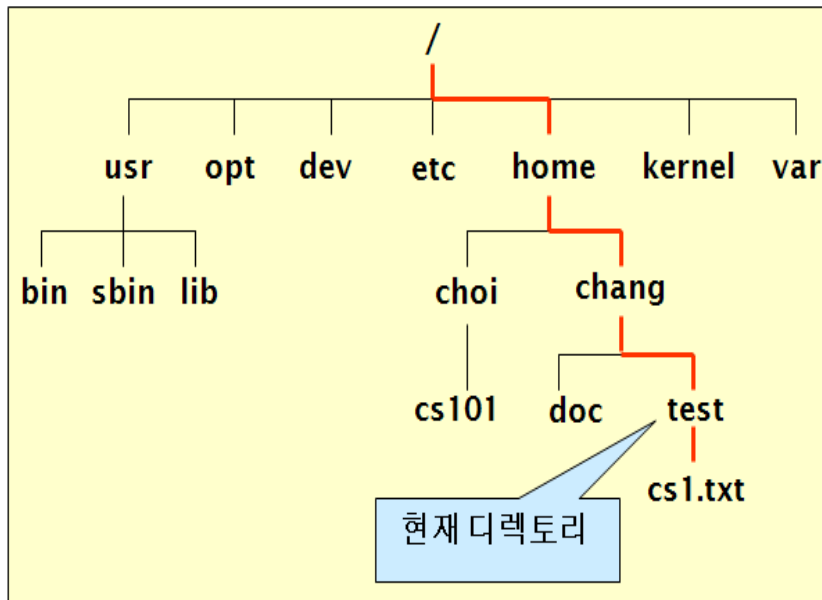 /
usr opt dev etc home kernel var
bin sbin lib choi chang
cs101 doc test
cs1.txt
현재 디렉토리